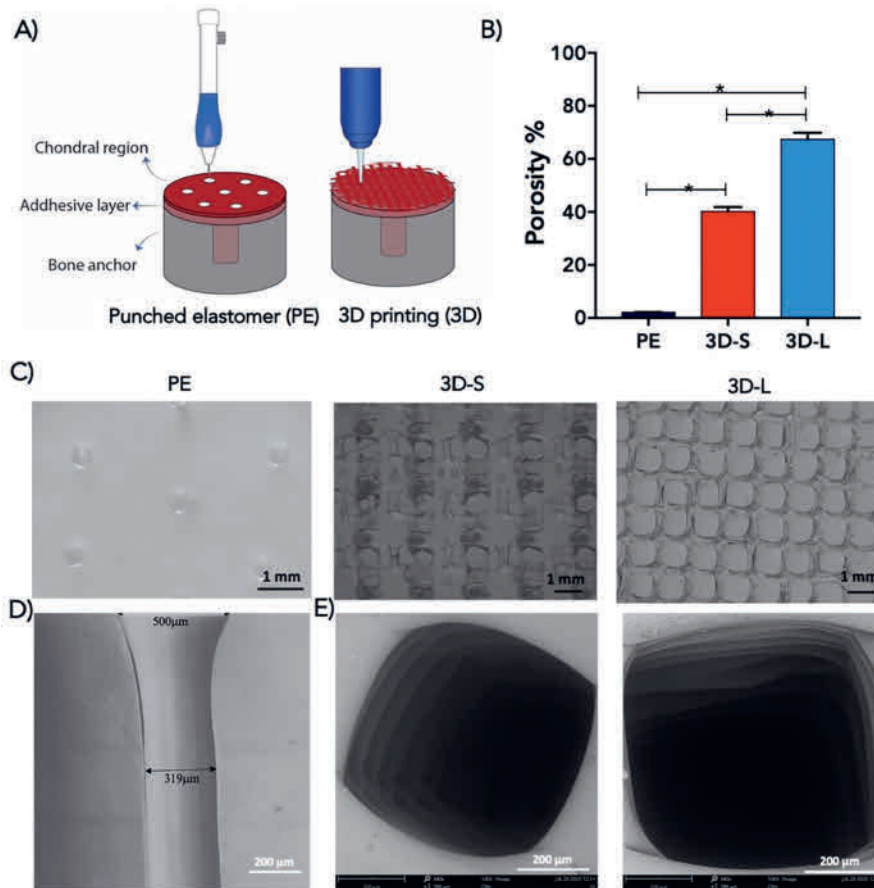 A)
Chondral region
Addhesive layer
Bone anchor
Punched elastomer (PE)
3D printing (3D)
B)
Porosity %
100
80
60
40
20
0
*
*
*
PE
3D-S
3D-L
C)
PE
3D-S
3D-L
1 mm
1 mm
1 mm
D)
500µm
319µm
200 µm
E)
200 µm
200 µm